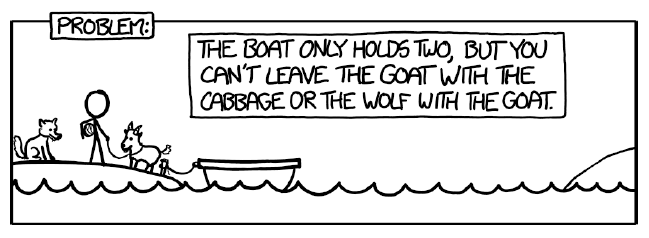 PROBLEM:
THE BOAT ONLY HOLDS TWO, BUT YOU
CAN'T LEAVE THE GOAT WITH THE
CABBAGE OR THE WOLF WITH THE GOAT.